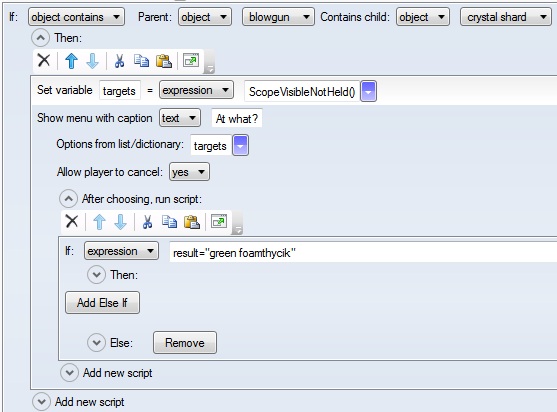 If: object contains Parent: object blowgun Contains child: object crystal shard
Then:
Set variable targets = expression ScopeVisibleNotHeld()
Show menu with caption text At what?
Options from list/dictionary: targets
Allow player to cancel: yes
After choosing, run script:
If: expression result="green foamthycik"
Then:
Add Else If
Else: Remove
Add new script
Add new script